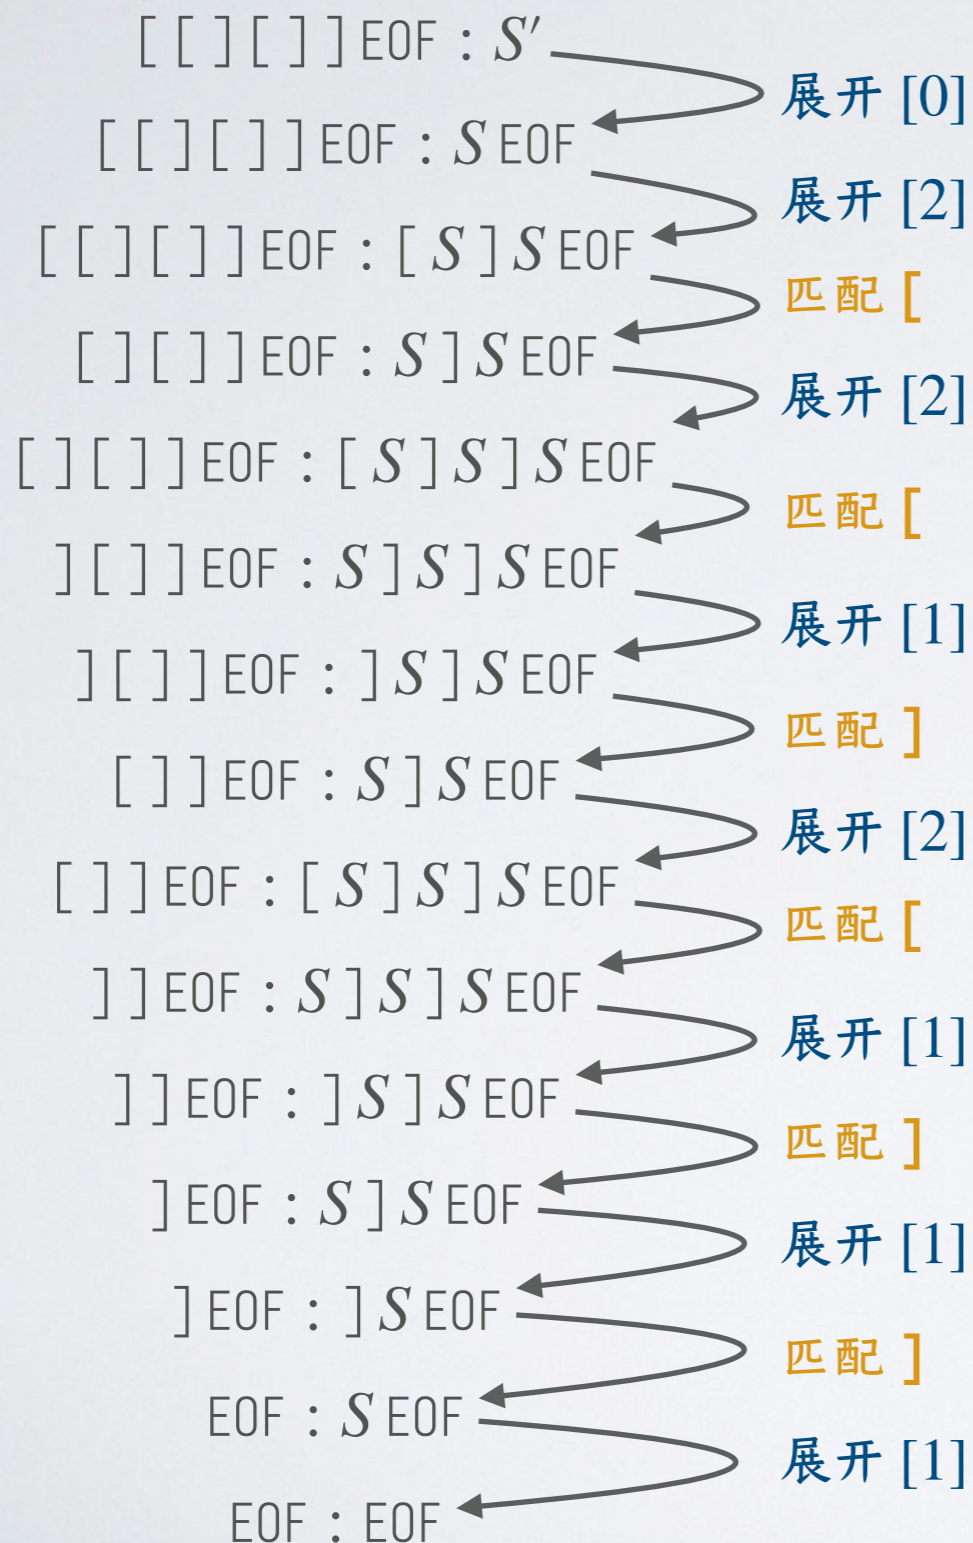 [ [ ] [ ] ] EOF : S′
展开 [0]
[ [ ] [ ] ] EOF : S EOF
展开 [2]
[ [ ] [ ] ] EOF : [ S ] S EOF
匹配 [
[ ] [ ] ] EOF : S ] S EOF
展开 [2]
[ ] [ ] ] EOF : [ S ] S ] S EOF
匹配 [
] [ ] ] EOF : S ] S ] S EOF
展开 [1]
] [ ] ] EOF : ] S ] S EOF
匹配 ]
[ ] ] EOF : S ] S EOF
展开 [2]
[ ] ] EOF : [ S ] S ] S EOF
匹配 [
] ] EOF : S ] S ] S EOF
展开 [1]
] ] EOF : ] S ] S EOF
匹配 ]
] EOF : S ] S EOF
展开 [1]
] EOF : ] S EOF
匹配 ]
EOF : S EOF
展开 [1]
EOF : EOF